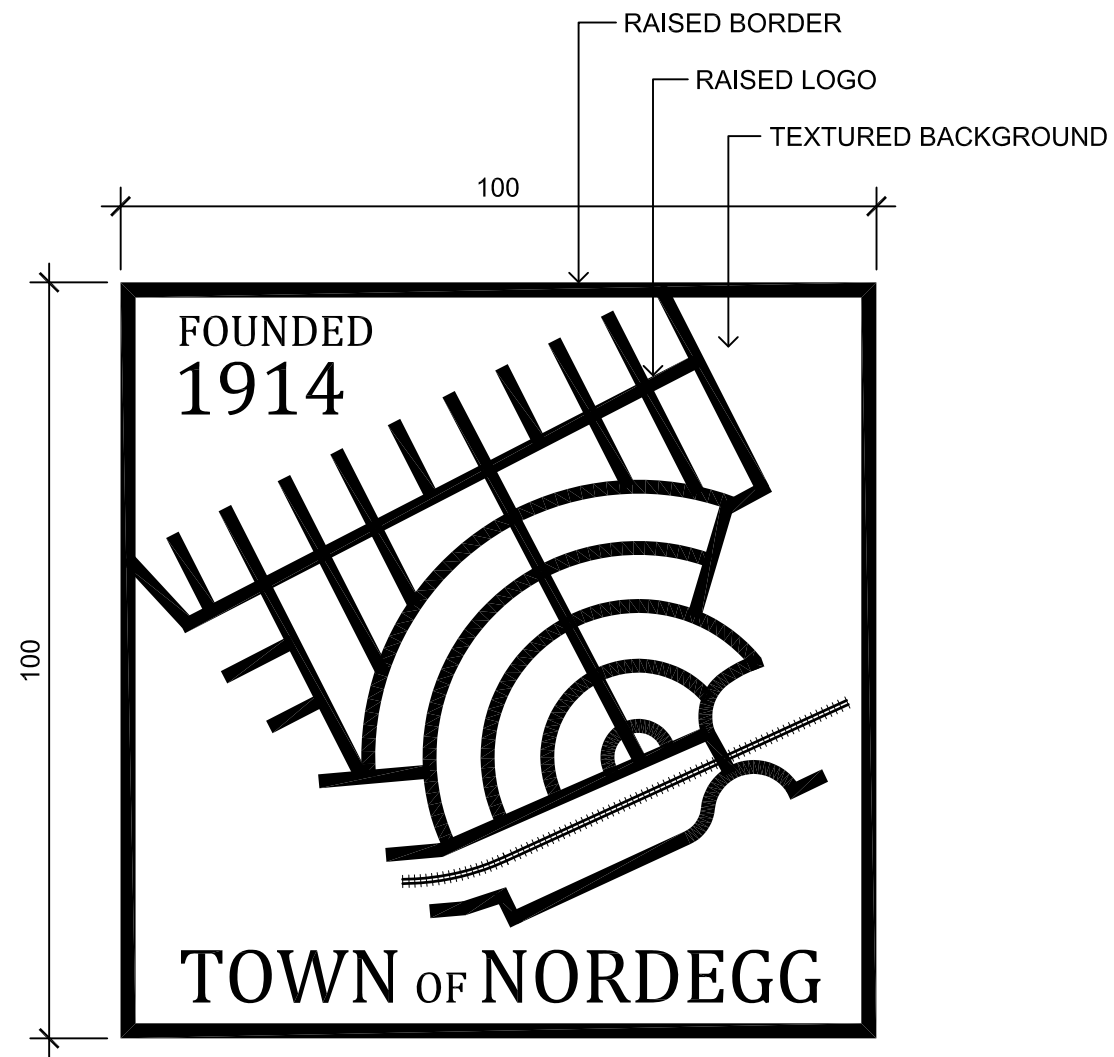 RAISED BORDER
RAISED LOGO
TEXTURED BACKGROUND
100
100
FOUNDED
1914
TOWN OF NORDEGG